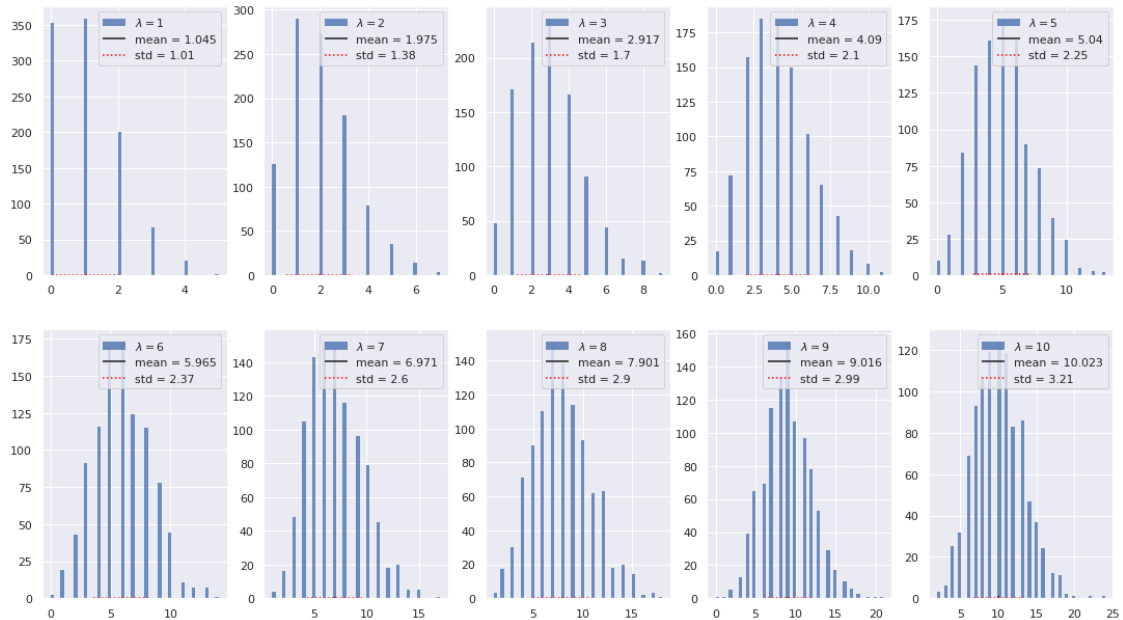 λ = 1
mean = 1.045
std = 1.01
350
300
250
200
150
100
50
0
0 2 4
λ = 2
mean = 1.975
std = 1.38
300
250
200
150
100
50
0
0 2 4 6
λ = 3
mean = 2.917
std = 1.7
200
150
100
50
0
0 2 4 6 8
λ = 4
mean = 4.09
std = 2.1
175
150
125
100
75
50
25
0
0.0 2.5 5.0 7.5 10.0
λ = 5
mean = 5.04
std = 2.25
175
150
125
100
75
50
25
0
0 5 10
λ = 6
mean = 5.965
std = 2.37
175
150
125
100
75
50
25
0
0 5 10
λ = 7
mean = 6.971
std = 2.6
140
120
100
80
60
40
20
0
5 10 15
λ = 8
mean = 7.901
std = 2.9
140
120
100
80
60
40
20
0
5 10 15
λ = 9
mean = 9.016
std = 2.99
160
140
120
100
80
60
40
20
0
0 5 10 15 20
λ = 10
mean = 10.023
std = 3.21
120
100
80
60
40
20
0
5 10 15 20 25